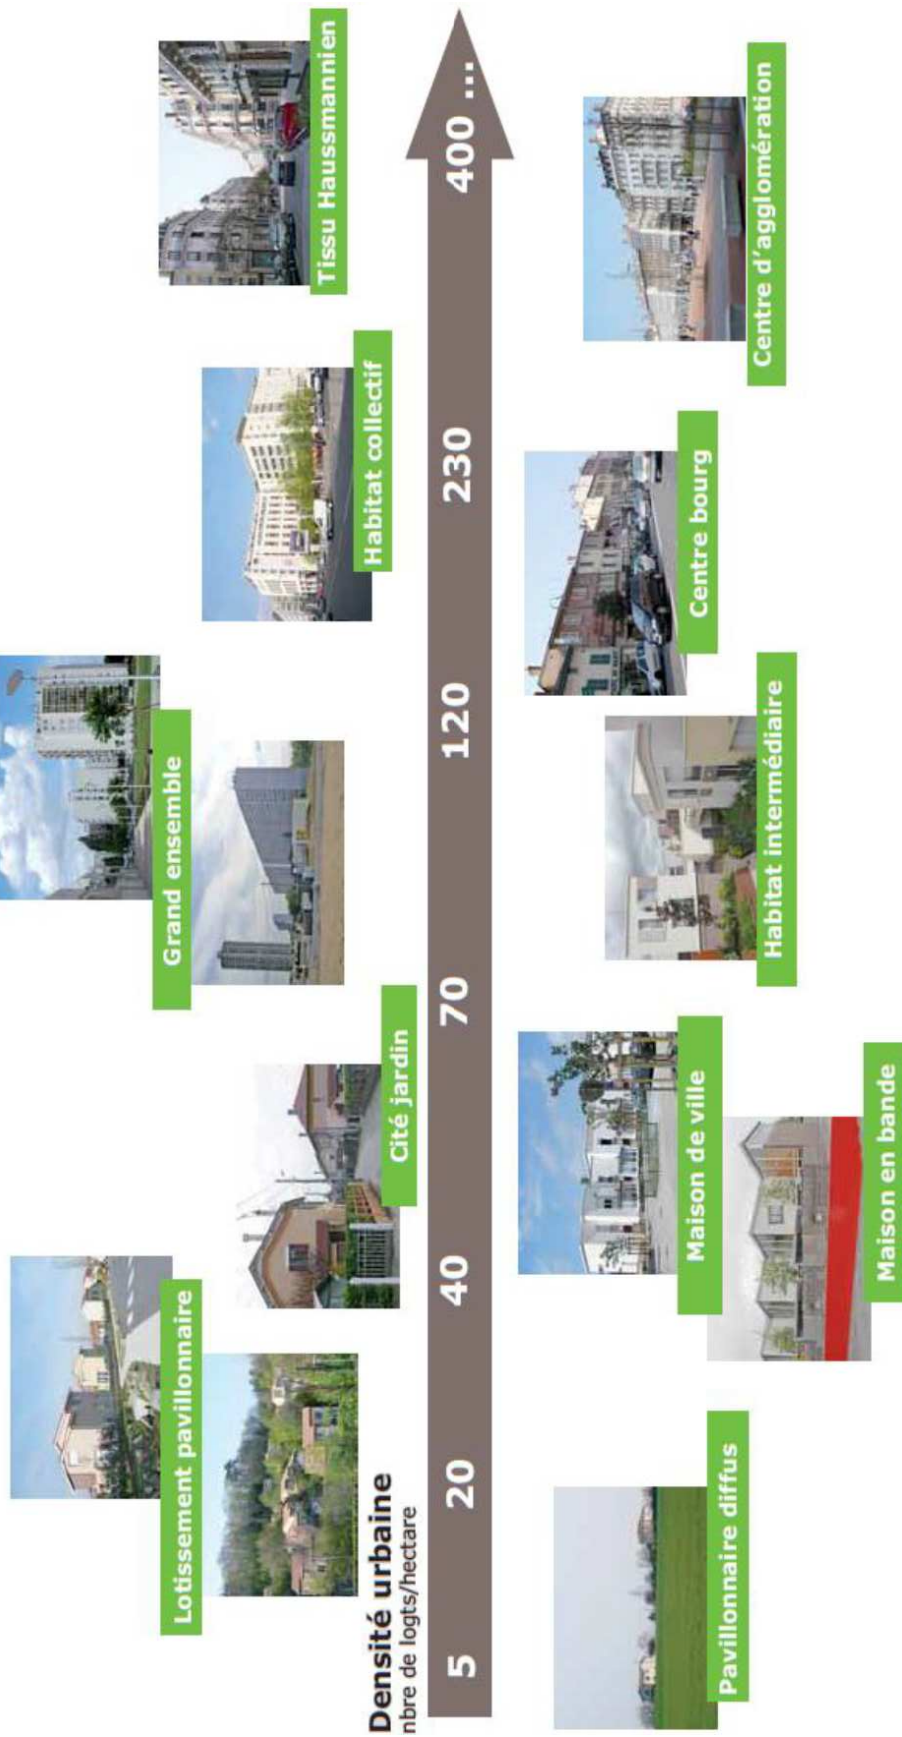 Lotissement pavillonnaire
Cité jardin
Grand ensemble
Habitat collectif
Tissu Haussmannien
Densité urbaine
nbre de logts/hectare
5 20 40 70 120 230 400 ...
Pavillonnaire diffus
Maison de ville
Maison en bande
Habitat intermédiaire
Centre bourg
Centre d'agglomération